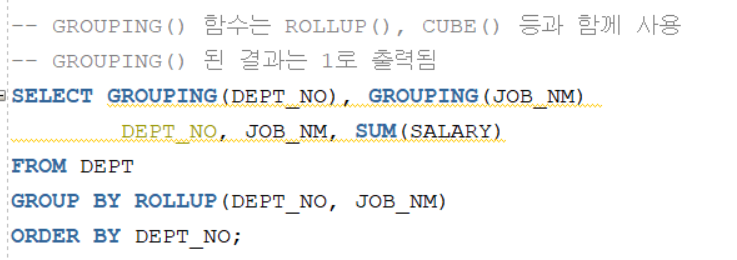 -- GROUPING() 함수는 ROLLUP(), CUBE() 등과 함께 사용
-- GROUPING() 된 결과는 1로 출력됨
SELECT GROUPING(DEPT_NO), GROUPING(JOB_NM)
DEPT_NO, JOB_NM, SUM(SALARY)
FROM DEPT
GROUP BY ROLLUP(DEPT_NO, JOB_NM)
ORDER BY DEPT_NO;